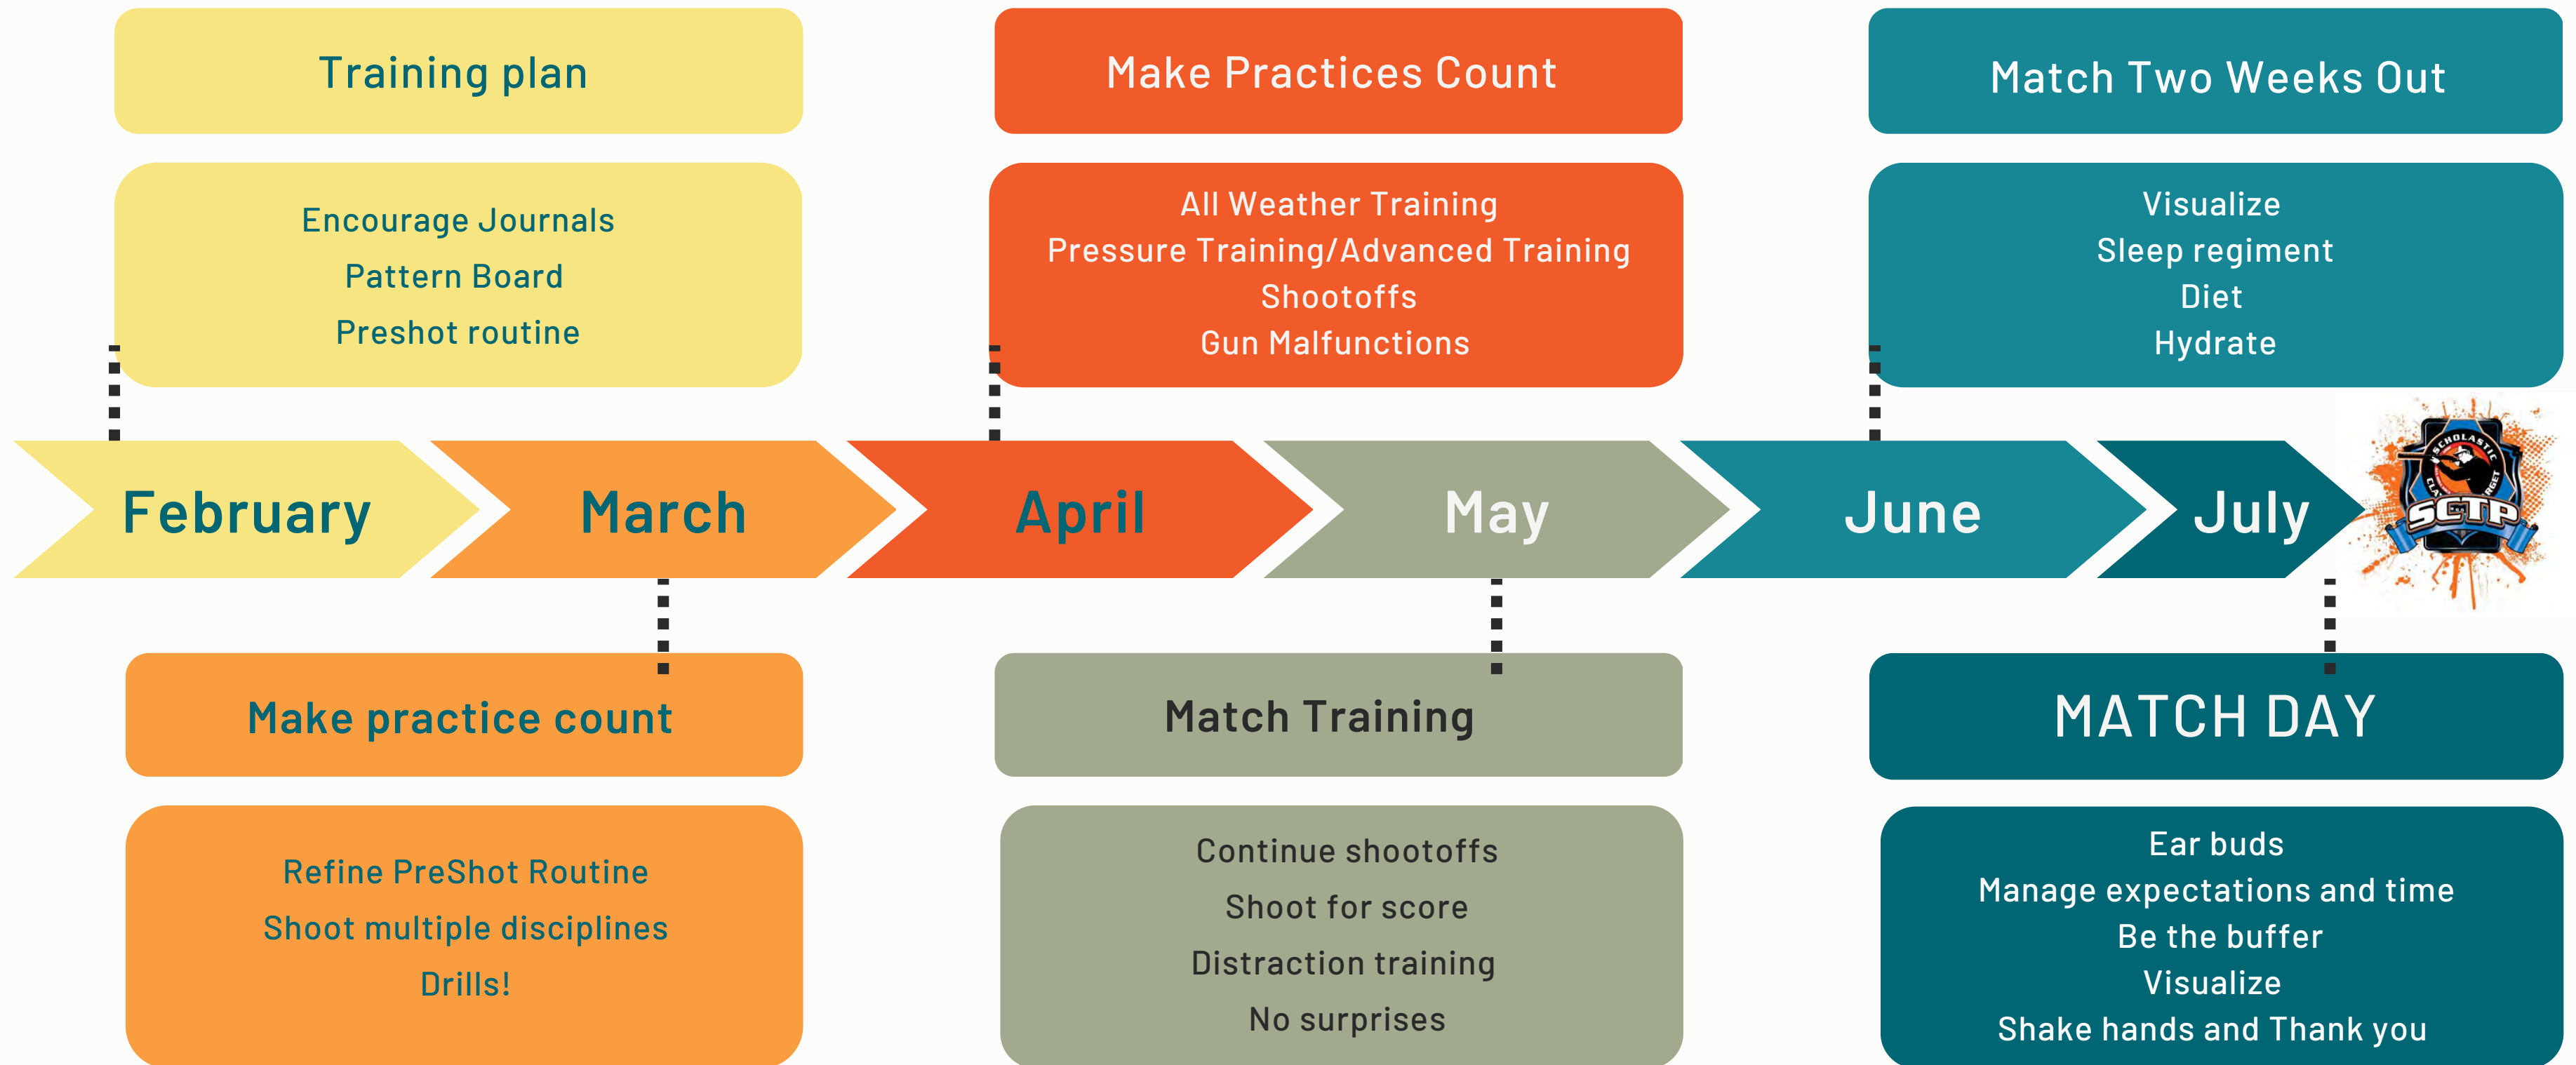 Training plan
Encourage Journals
Pattern Board
Preshot routine
Make Practices Count
All Weather Training
Pressure Training/Advanced Training
Shootoffs
Gun Malfunctions
Match Two Weeks Out
Visualize
Sleep regiment
Diet
Hydrate
February
March
April
May
June
July
SCHOLASTIC
SCTP
Make practice count
Refine PreShot Routine
Shoot multiple disciplines
Drills!
Match Training
Continue shootoffs
Shoot for score
Distraction training
No surprises
MATCH DAY
Ear buds
Manage expectations and time
Be the buffer
Visualize
Shake hands and Thank you